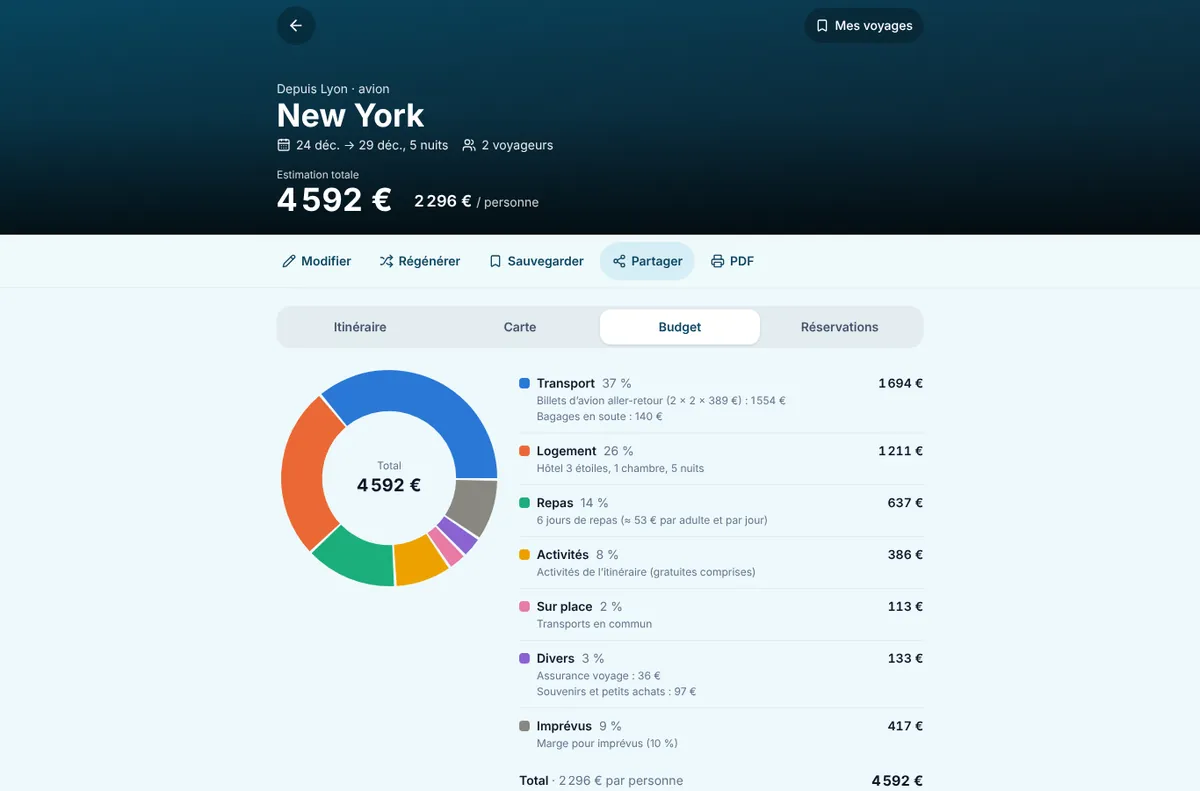 Mes voyages
Depuis Lyon · avion
New York
24 déc. → 29 déc., 5 nuits 2 voyageurs
Estimation totale
4 592 € 2 296 € / personne
Modifier Régénérer Sauvegarder Partager PDF
Itinéraire Carte Budget Réservations
Total
4 592 €
Transport 37 % 1 694 €
Billets d’avion aller-retour (2 × 2 × 389 €) : 1 554 €
Bagages en soute : 140 €
Logement 26 % 1 211 €
Hôtel 3 étoiles, 1 chambre, 5 nuits
Repas 14 % 637 €
6 jours de repas (≈ 53 € par adulte et par jour)
Activités 8 % 386 €
Activités de l’itinéraire (gratuites comprises)
Sur place 2 % 113 €
Transports en commun
Divers 3 % 133 €
Assurance voyage : 36 €
Souvenirs et petits achats : 97 €
Imprévus 9 % 417 €
Marge pour imprévus (10 %)
Total · 2 296 € par personne 4 592 €